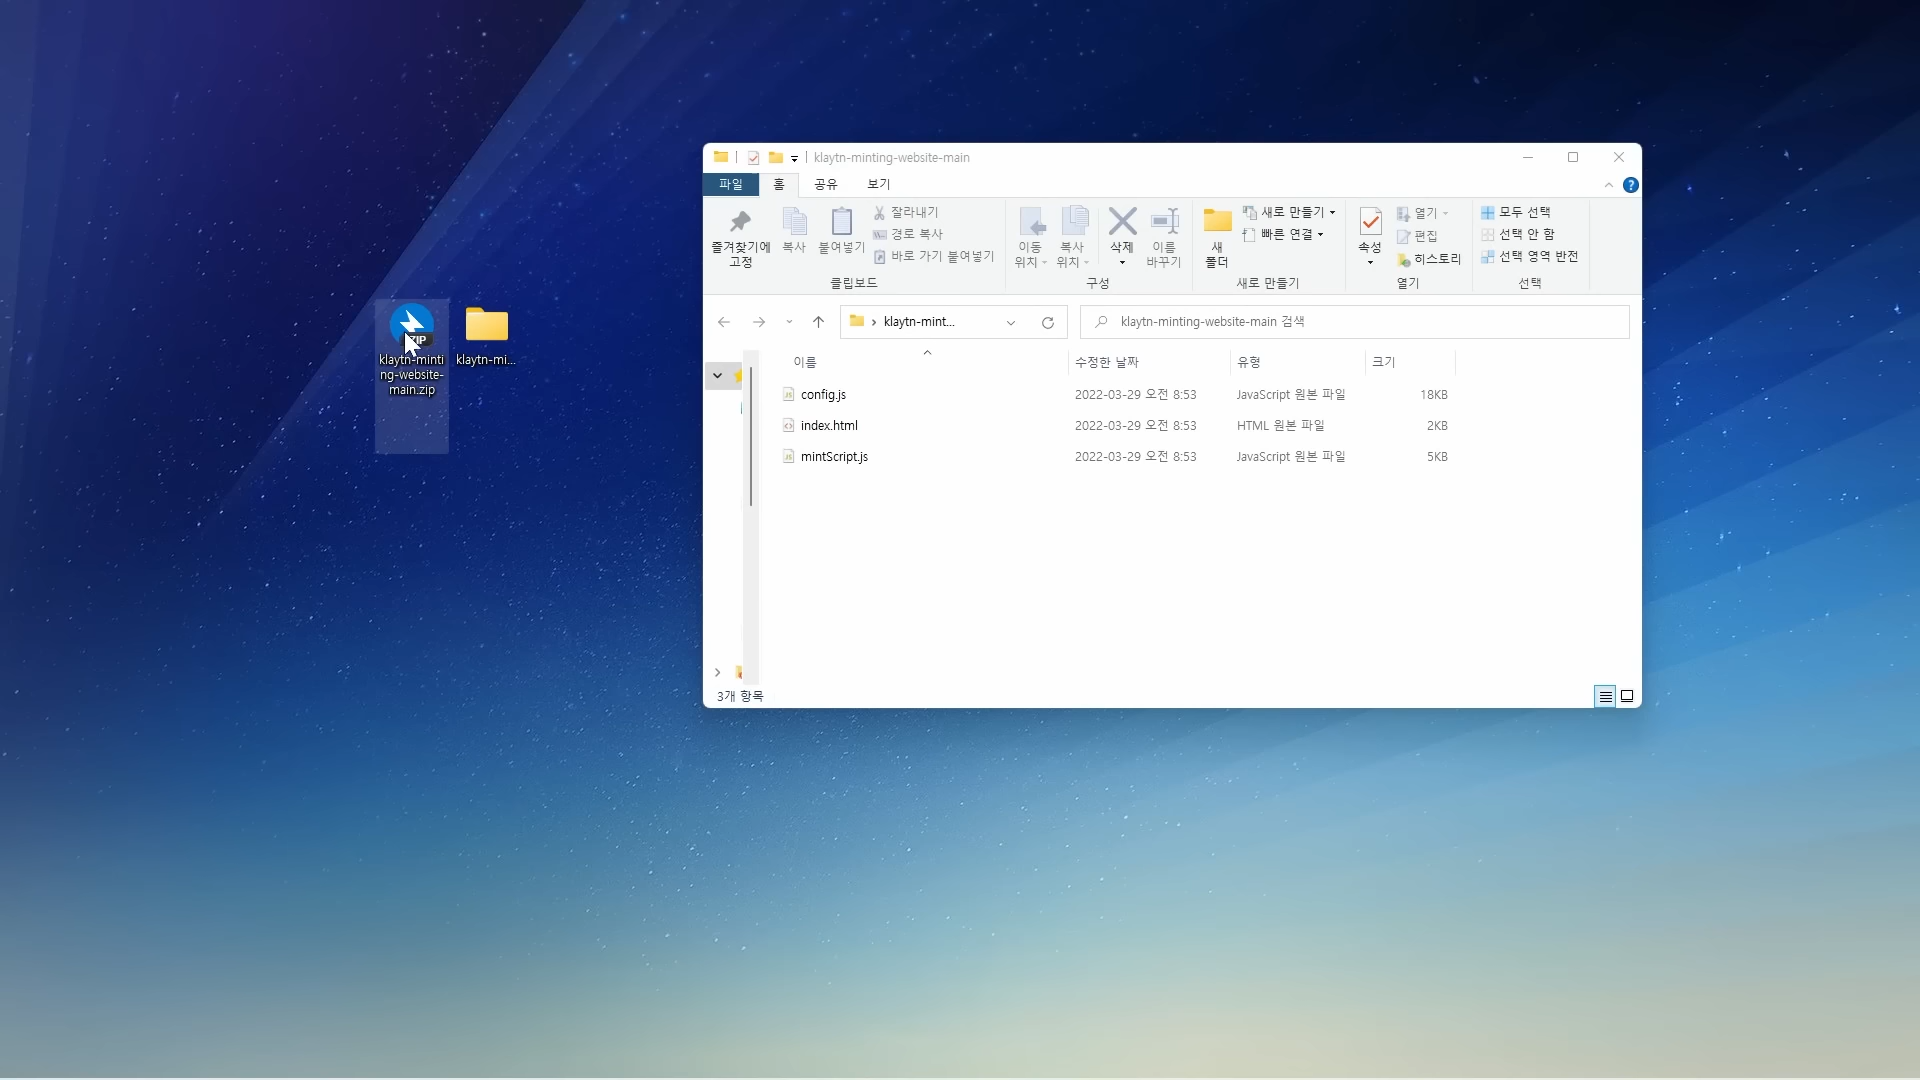 klaytn-minting-website-main
파일
홈
공유
보기
즐겨찾기에
고정
복사
붙여넣기
잘라내기
경로 복사
바로 가기 붙여넣기
클립보드
이동
위치
복사
위치
삭제
이름
바꾸기
구성
새
폴더
새로 만들기
빠른 연결
새로 만들기
속성
열기
편집
히스토리
열기
모두 선택
선택 안 함
선택 영역 반전
선택
klaytn-mint...
klaytn-minting-website-main 검색
이름
수정한 날짜
유형
크기
config.js
2022-03-29 오전 8:53
JavaScript 원본 파일
18KB
index.html
2022-03-29 오전 8:53
HTML 원본 파일
2KB
mintScript.js
2022-03-29 오전 8:53
JavaScript 원본 파일
5KB
3개 항목
ZIP
klaytn-minti
ng-website-
main.zip
klaytn-mi...